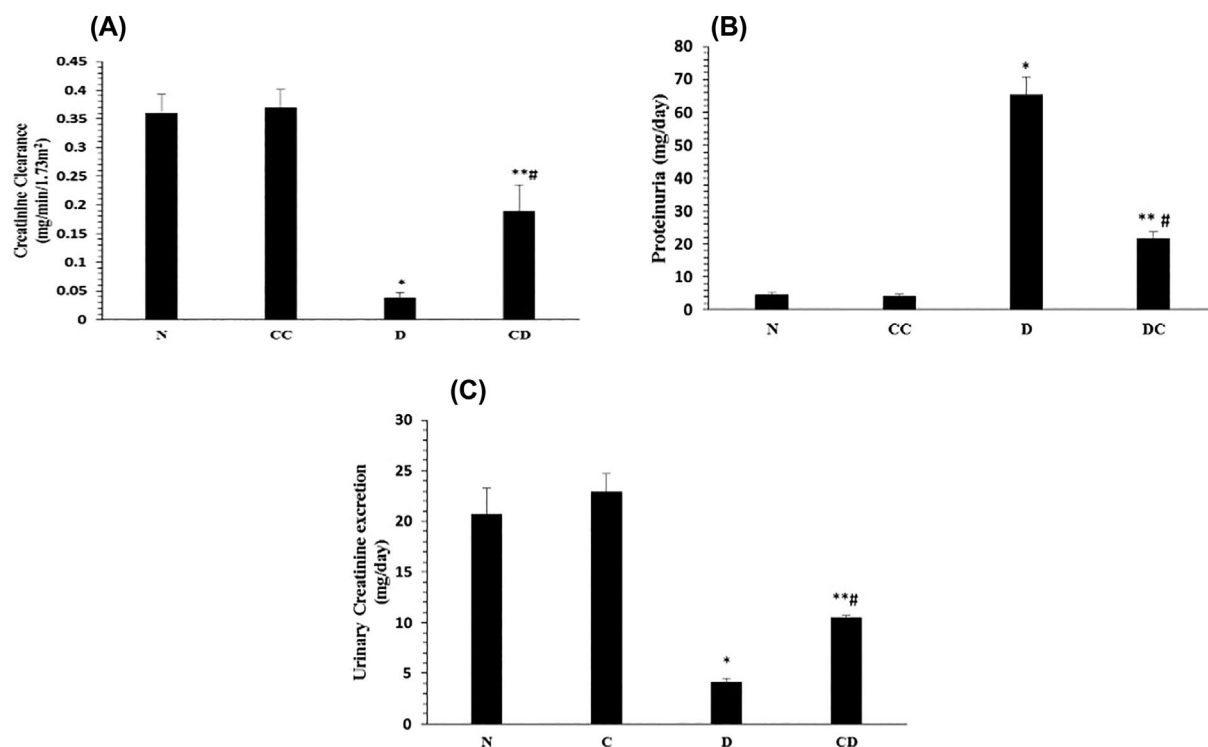 (A)
Creatinine Clearance
(mg/min/1.73m²)
0.45
0.4
0.35
0.3
0.25
0.2
0.15
0.1
0.05
0
*
**#
N CC D CD
(B)
Proteinuria (mg/day)
80
70
60
50
40
30
20
10
0
*
** #
N CC D DC
(C)
Urinary Creatinine excretion
(mg/day)
30
25
20
15
10
5
0
*
**#
N C D CD